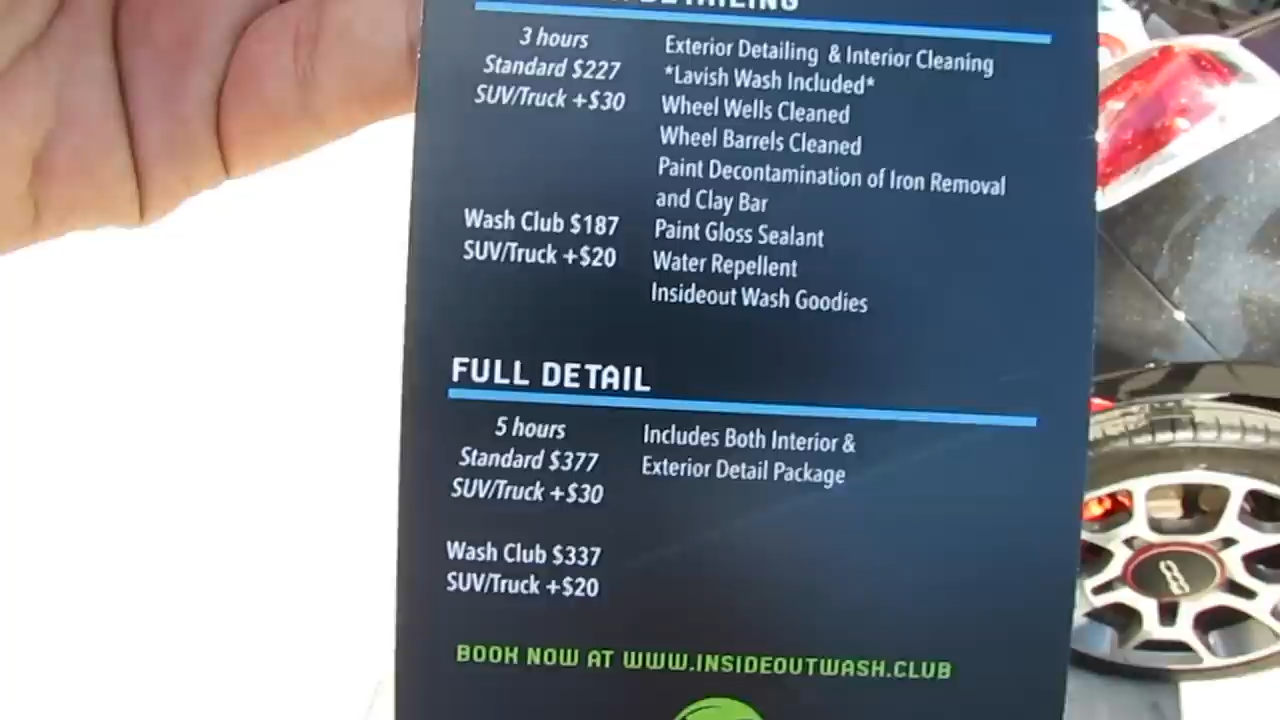 DETAILING
3 hours
Standard $227
SUV/Truck +$30
Exterior Detailing & Interior Cleaning
*Lavish Wash Included*
Wheel Wells Cleaned
Wheel Barrels Cleaned
Paint Decontamination of Iron Removal
and Clay Bar
Wash Club $187
SUV/Truck +$20
Paint Gloss Sealant
Water Repellent
Insideout Wash Goodies
FULL DETAIL
5 hours
Standard $377
SUV/Truck +$30
Includes Both Interior &
Exterior Detail Package
Wash Club $337
SUV/Truck +$20
BOOK NOW AT WWW.INSIDEOUTWASH.CLUB